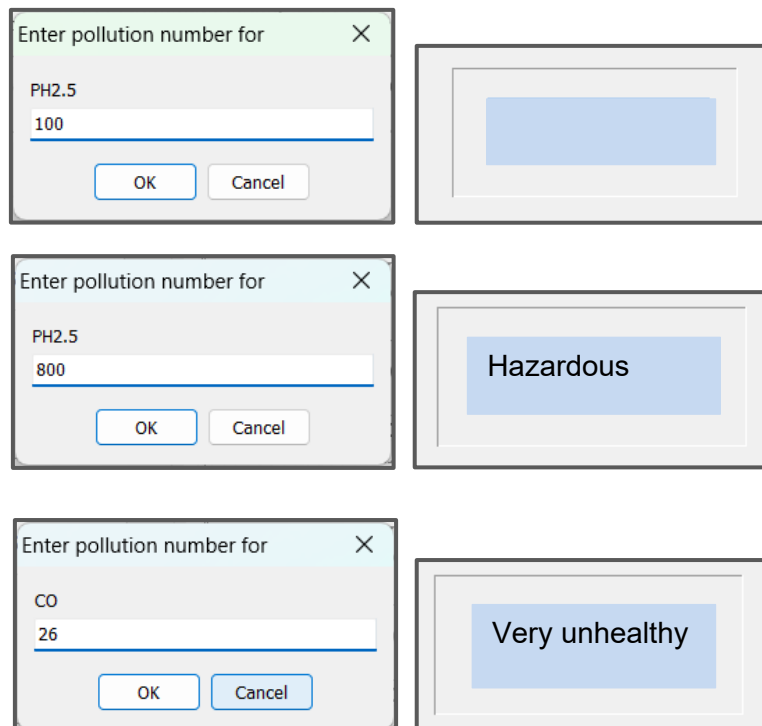 Enter pollution number for
PH2.5
100
OK Cancel
Enter pollution number for
PH2.5
800
OK Cancel
Hazardous
Enter pollution number for
CO
26
OK Cancel
Very unhealthy